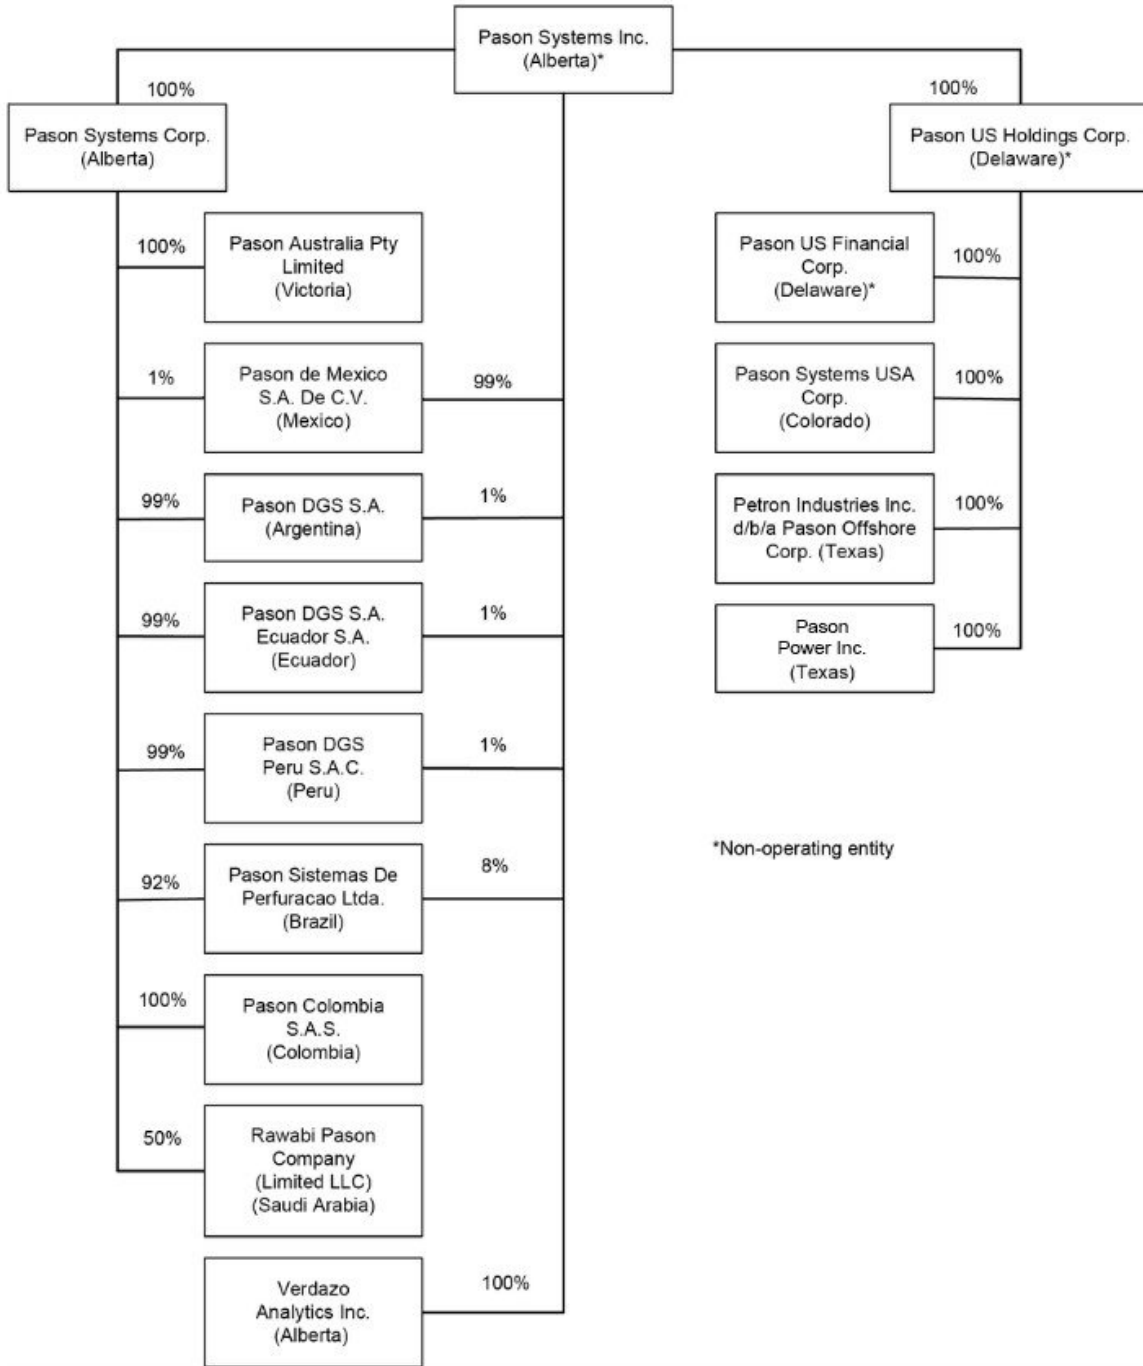 Pason Systems Inc.
(Alberta)*
100%
100%
Pason Systems Corp.
(Alberta)
Pason US Holdings Corp.
(Delaware)*
100%
Pason Australia Pty
Limited
(Victoria)
Pason US Financial
Corp.
(Delaware)*
100%
1%
Pason de Mexico
S.A. De C.V.
(Mexico)
99%
Pason Systems USA
Corp.
(Colorado)
100%
99%
Pason DGS S.A.
(Argentina)
1%
Petron Industries Inc.
d/b/a Pason Offshore
Corp. (Texas)
100%
99%
Pason DGS S.A.
Ecuador S.A.
(Ecuador)
1%
Pason
Power Inc.
(Texas)
100%
99%
Pason DGS
Peru S.A.C.
(Peru)
1%
*Non-operating entity
92%
Pason Sistemas De
Perfuracao Ltda.
(Brazil)
8%
100%
Pason Colombia
S.A.S.
(Colombia)
50%
Rawabi Pason
Company
(Limited LLC)
(Saudi Arabia)
Verdazo
Analytics Inc.
(Alberta)
100%